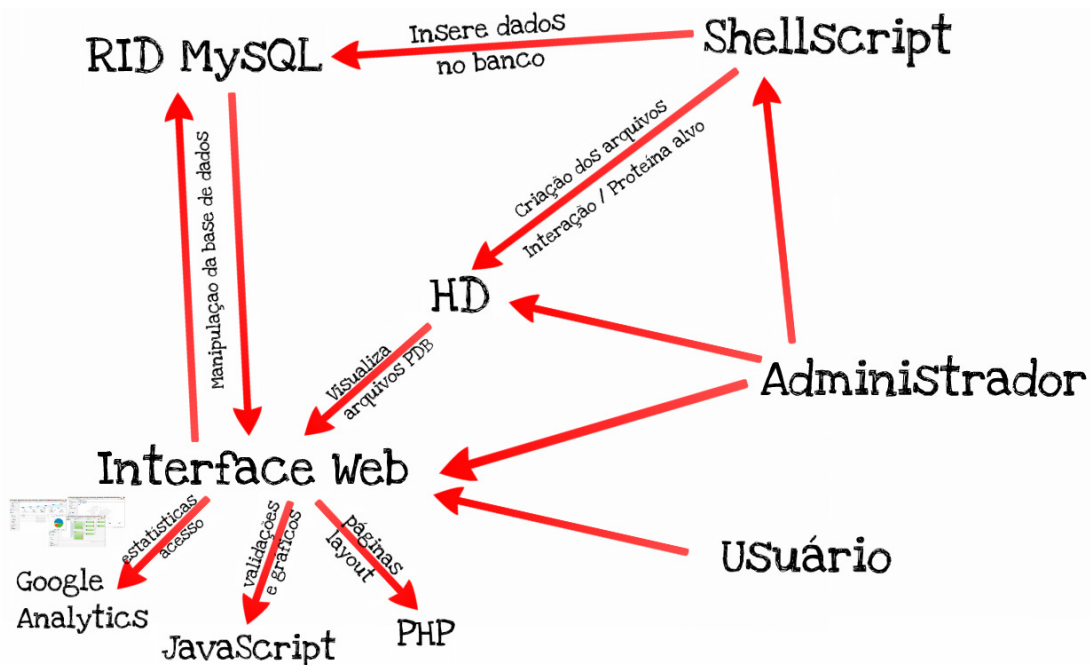 Insere dados
no banco
Shellscript
RID MySQL
Criação dos arquivos
Interação / Proteína alvo
Manipulaçao da base de dados
HD
Visualiza
arquivos PDB
Administrador
Interface Web
estatísticas
acesso
validações
e gráficos
páginas
layout
Usuário
Google
Analytics
JavaScript
PHP